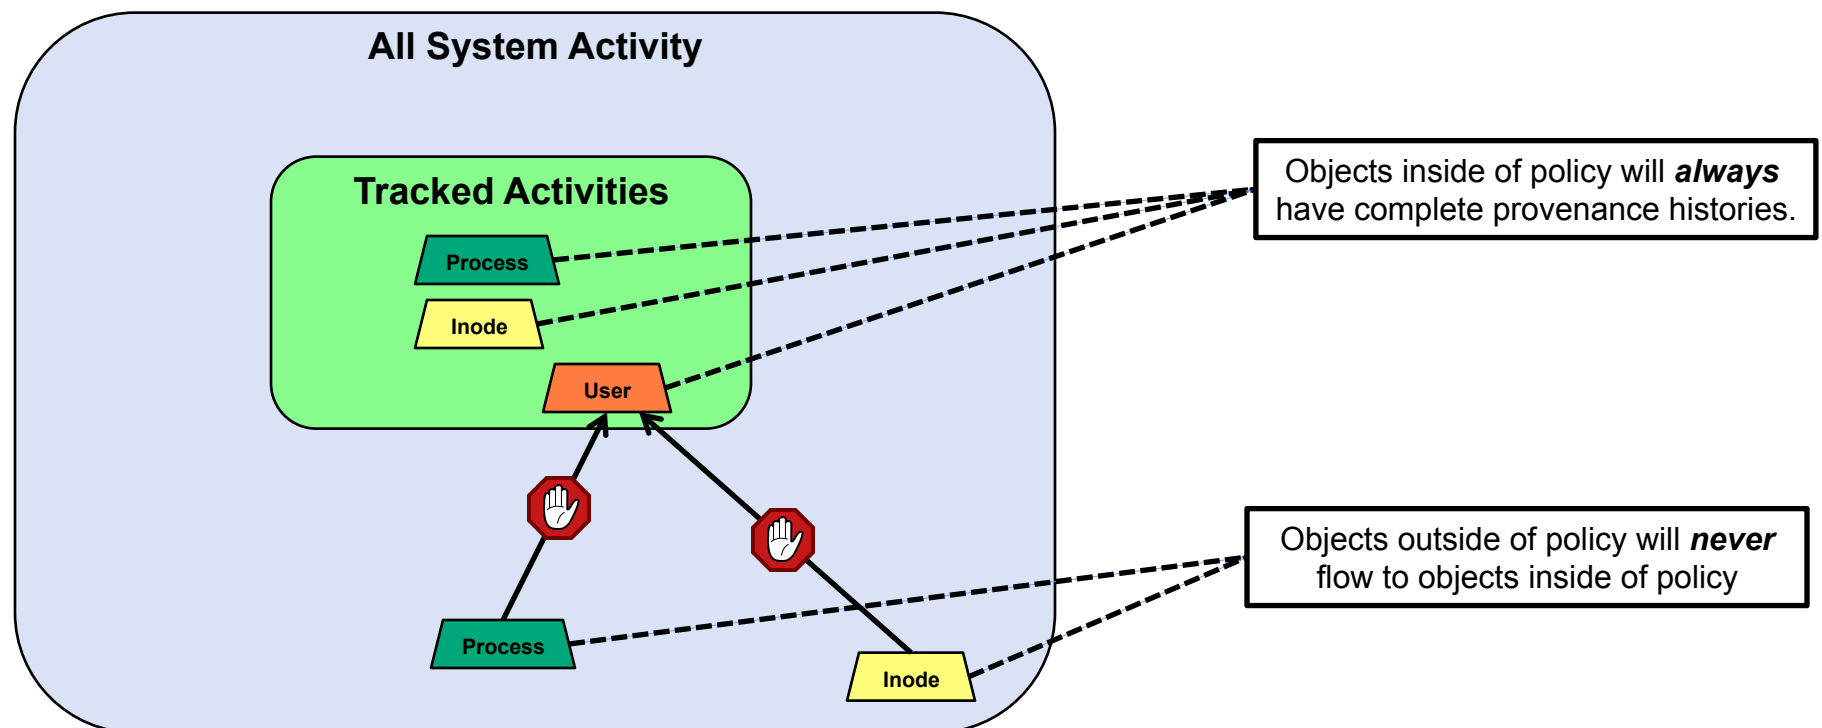 All System Activity
Tracked Activities
Process
Inode
User
Process
Inode
Objects inside of policy will always
have complete provenance histories.
Objects outside of policy will never
flow to objects inside of policy